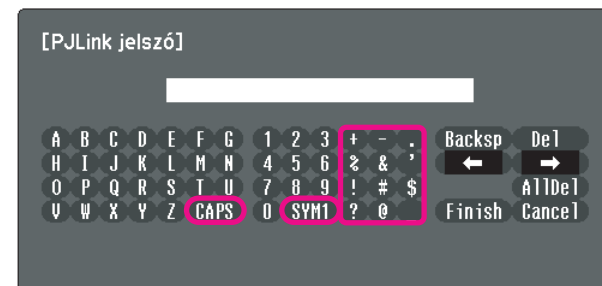 [PJLink jelszó]
A B C D E F G 1 2 3 + - . Backsp Del
H I J K L M N 4 5 6 % & ' ← →
O P Q R S T U 7 8 9 ! # $ AllDel
V W X Y Z CAPS 0 SYM1 ? @ Finish Cancel